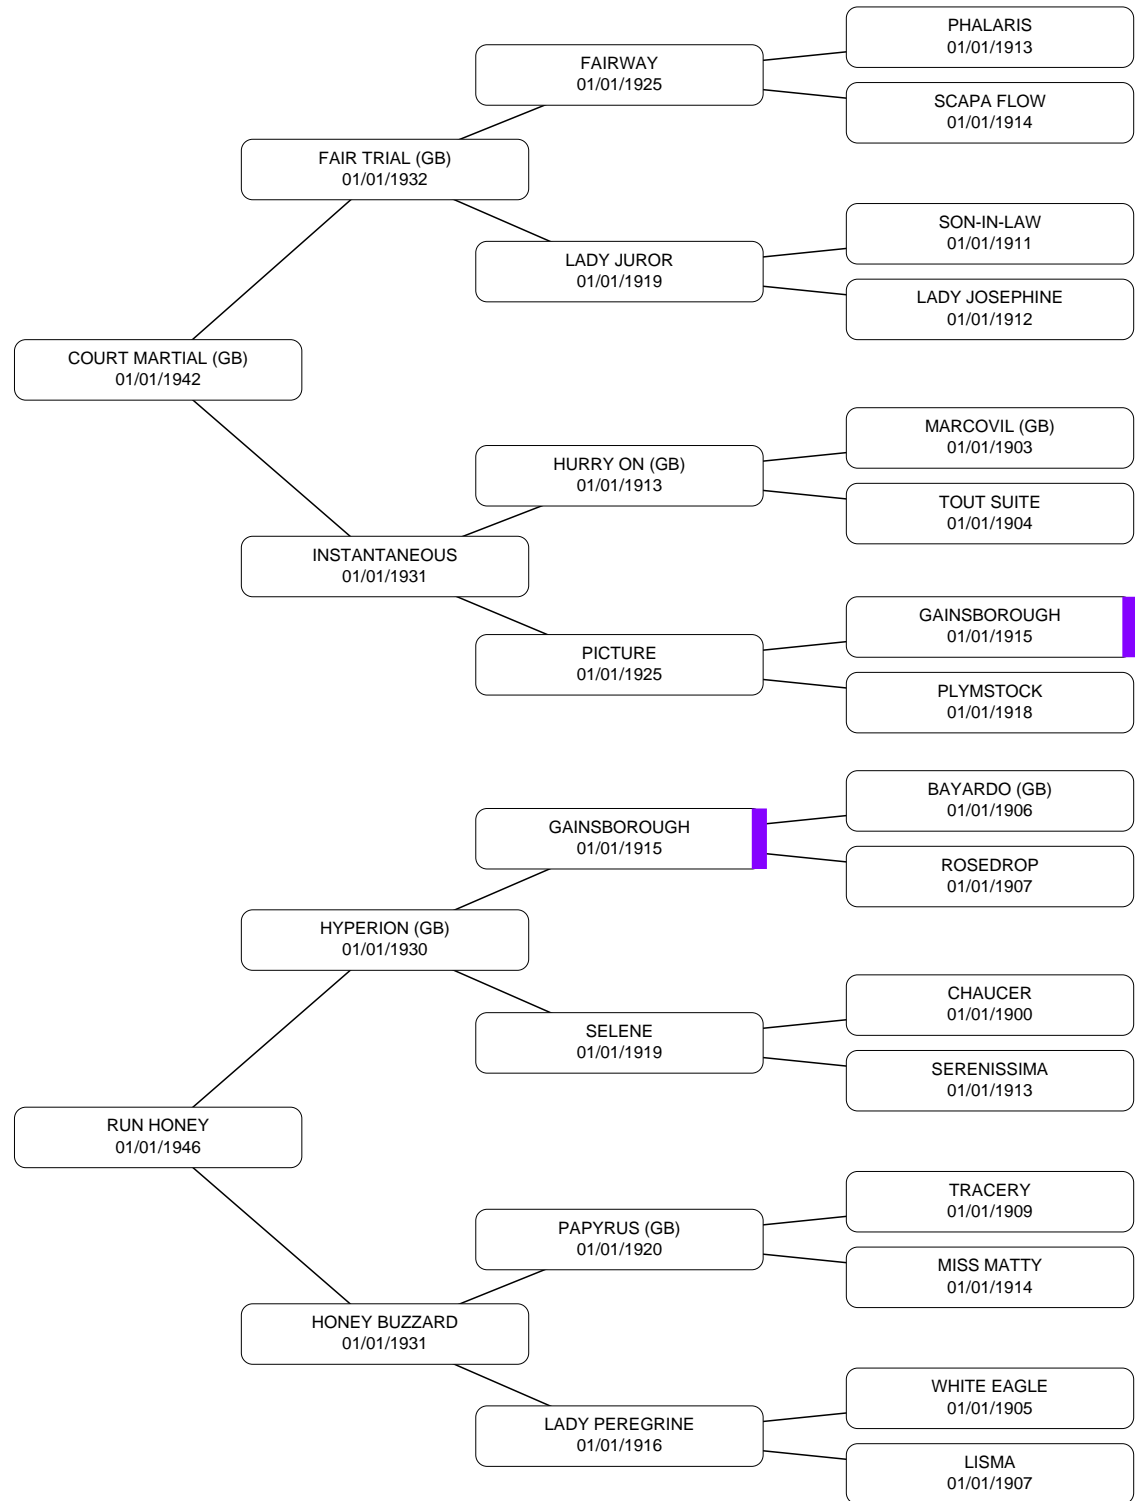 PHALARIS
01/01/1913
FAIRWAY
01/01/1925
SCAPA FLOW
01/01/1914
FAIR TRIAL (GB)
01/01/1932
SON-IN-LAW
01/01/1911
LADY JUROR
01/01/1919
LADY JOSEPHINE
01/01/1912
COURT MARTIAL (GB)
01/01/1942
MARCOVIL (GB)
01/01/1903
HURRY ON (GB)
01/01/1913
TOUT SUITE
01/01/1904
INSTANTANEOUS
01/01/1931
GAINSBOROUGH
01/01/1915
PICTURE
01/01/1925
PLYMSTOCK
01/01/1918
BAYARDO (GB)
01/01/1906
GAINSBOROUGH
01/01/1915
ROSEDROP
01/01/1907
HYPERION (GB)
01/01/1930
CHAUCER
01/01/1900
SELENE
01/01/1919
SERENISSIMA
01/01/1913
RUN HONEY
01/01/1946
TRACERY
01/01/1909
PAPYRUS (GB)
01/01/1920
MISS MATTY
01/01/1914
HONEY BUZZARD
01/01/1931
WHITE EAGLE
01/01/1905
LADY PEREGRINE
01/01/1916
LISMA
01/01/1907